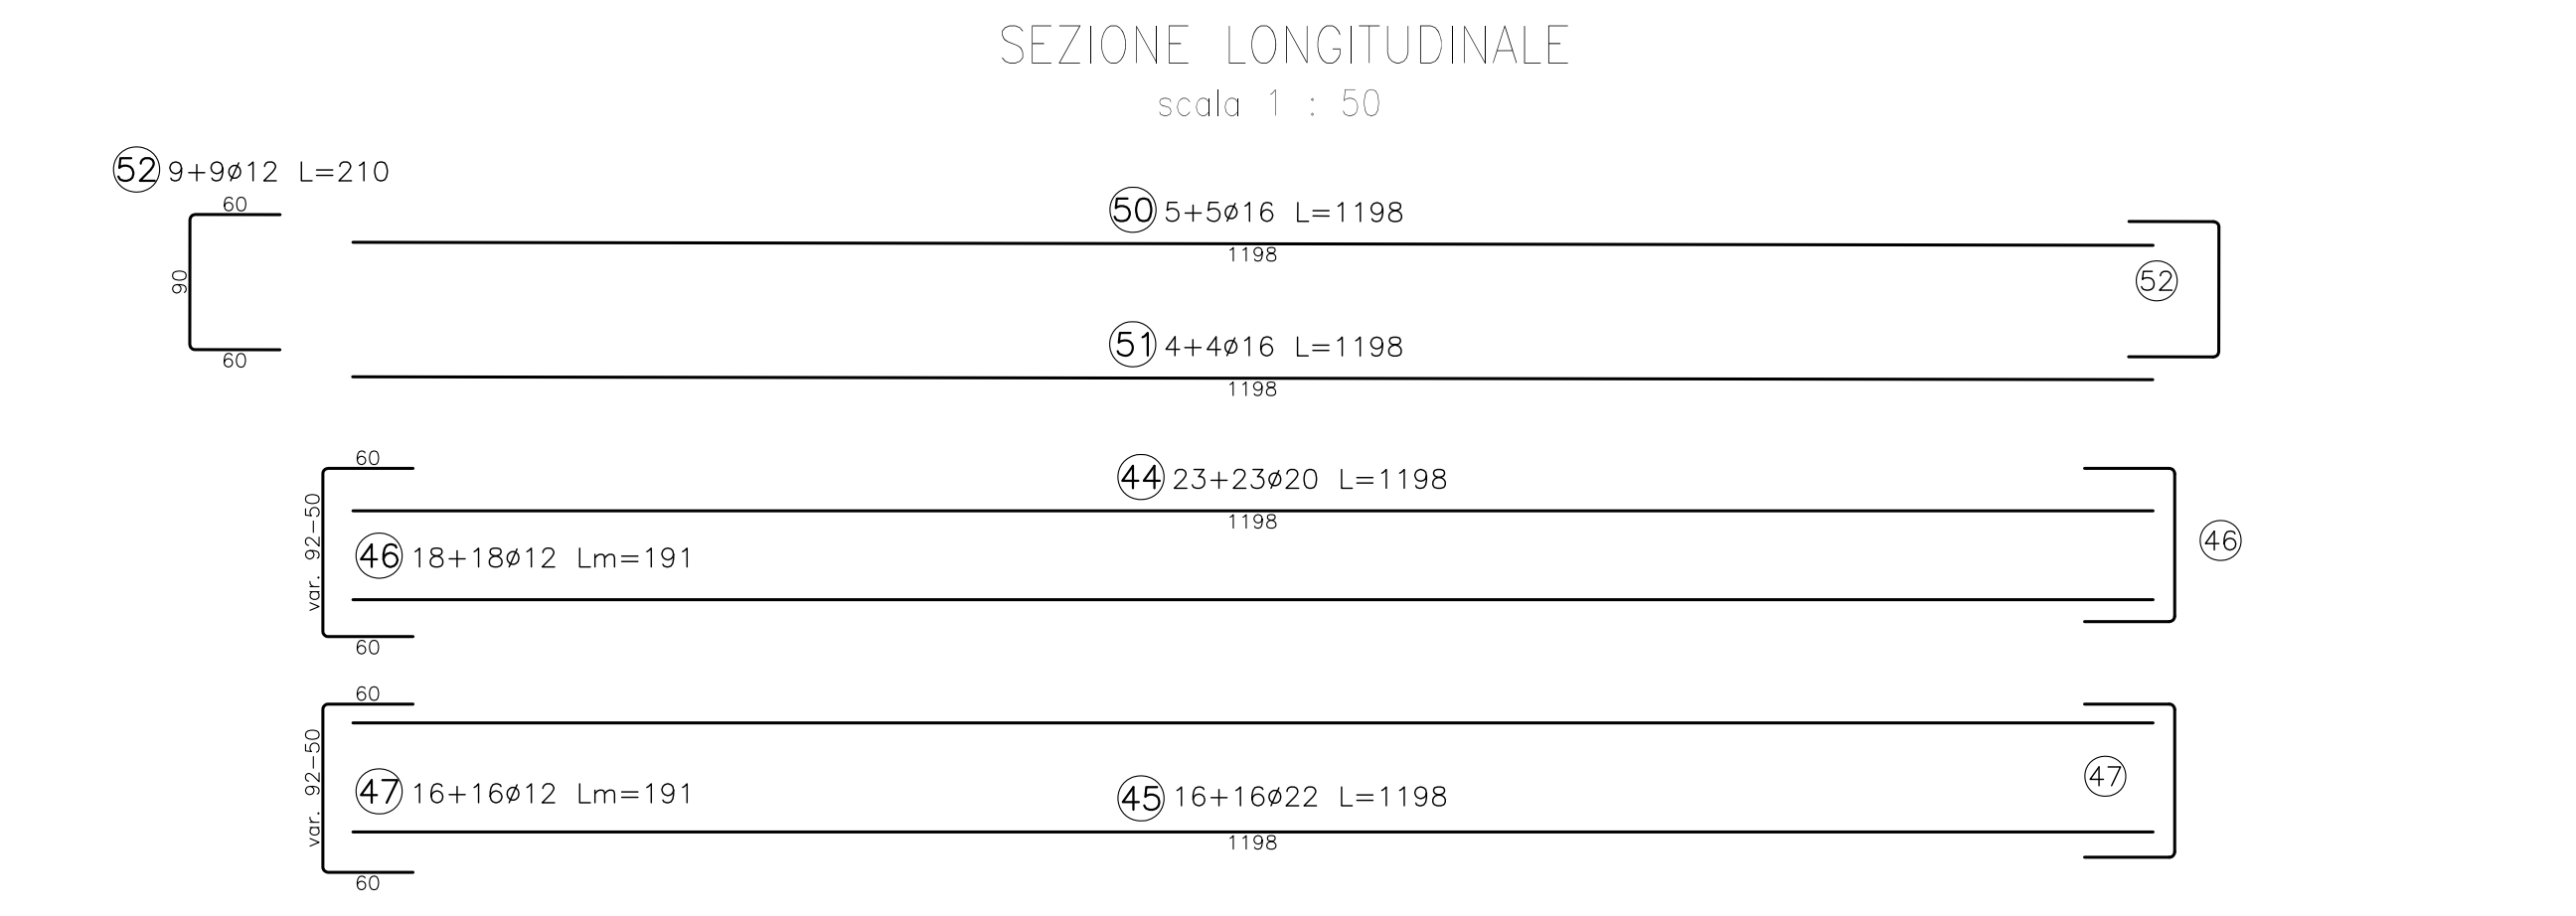 SEZIONE LONGITUDINALE
scala 1 : 50
52 9+9ø12 L=210
60
90
60
50 5+5ø16 L=1198
1198
52
51 4+4ø16 L=1198
1198
60
var. 92-50
60
44 23+23ø20 L=1198
1198
46 18+18ø12 Lm=191
46
60
var. 92-50
60
47 16+16ø12 Lm=191
45 16+16ø22 L=1198
1198
47